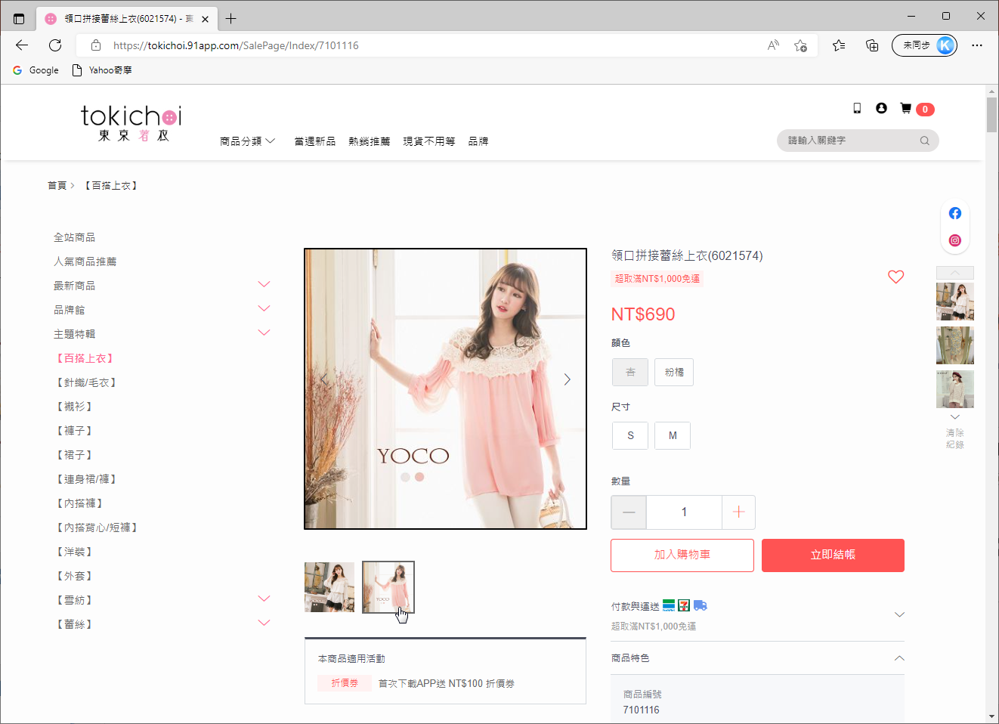 領口拼接蕾絲上衣(6021574) - 東
https://tokichoi.91app.com/SalePage/Index/7101116
未同步
K
Google
Yahoo奇摩
tokichoi
東京著衣
商品分類
當週新品
熱銷推薦
現貨不用等
品牌
0
請輸入關鍵字
首頁
【百搭上衣】
全站商品
人氣商品推薦
最新商品
品牌館
主題特輯
【百搭上衣】
【針織/毛衣】
【襯衫】
【褲子】
【裙子】
【連身裙/褲】
【內搭褲】
【內搭背心/短褲】
【洋裝】
【外套】
【雪紡】
【蕾絲】
YOCO
本商品適用活動
折價券
首次下載APP送 NT$100 折價券
領口拼接蕾絲上衣(6021574)
超取滿NT$1,000免運
NT$690
顏色
杏
粉橘
尺寸
S
M
數量
1
加入購物車
立即結帳
付款與運送
超取滿NT$1,000免運
商品特色
商品編號
7101116
清除
紀錄